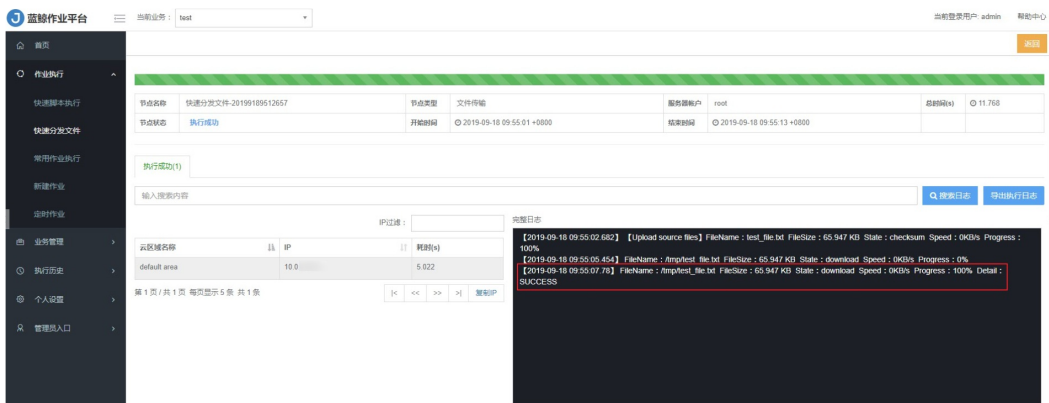 蓝鲸作业平台
当前业务： test
当前登录用户 admin 帮助中心
首页
返回
作业执行
快速脚本执行
快速分发文件
常用作业执行
新建作业
定时作业
业务管理
执行历史
个人设置
管理员入口
节点名称 快速分发文件-20199189512657 节点类型 文件传输 服务器帐户 root 总时间(s) 11.768
节点状态 执行成功 开始时间 2019-09-18 09:55:01 +0800 结束时间 2019-09-18 09:55:13 +0800
执行成功(1)
输入搜索内容 搜索日志 导出执行日志
IP过滤：
云区域名称 IP 耗时(s)
default area 10.0 5.022
第 1 页 / 共 1 页 每页显示 5 条 共 1 条 |< << >> >| 复制IP
完整日志
【2019-09-18 09:55:02.682】 【Upload source files】 FileName : test_file.txt FileSize : 65.947 KB State : checksum Speed : 0KB/s Progress :
100%
【2019-09-18 09:55:05.454】 FileName : /tmp/test_file.txt FileSize : 65.947 KB State : download Speed : 0KB/s Progress : 0%
【2019-09-18 09:55:07.78】 FileName : /tmp/test_file.txt FileSize : 65.947 KB State : download Speed : 0KB/s Progress : 100% Detail :
SUCCESS